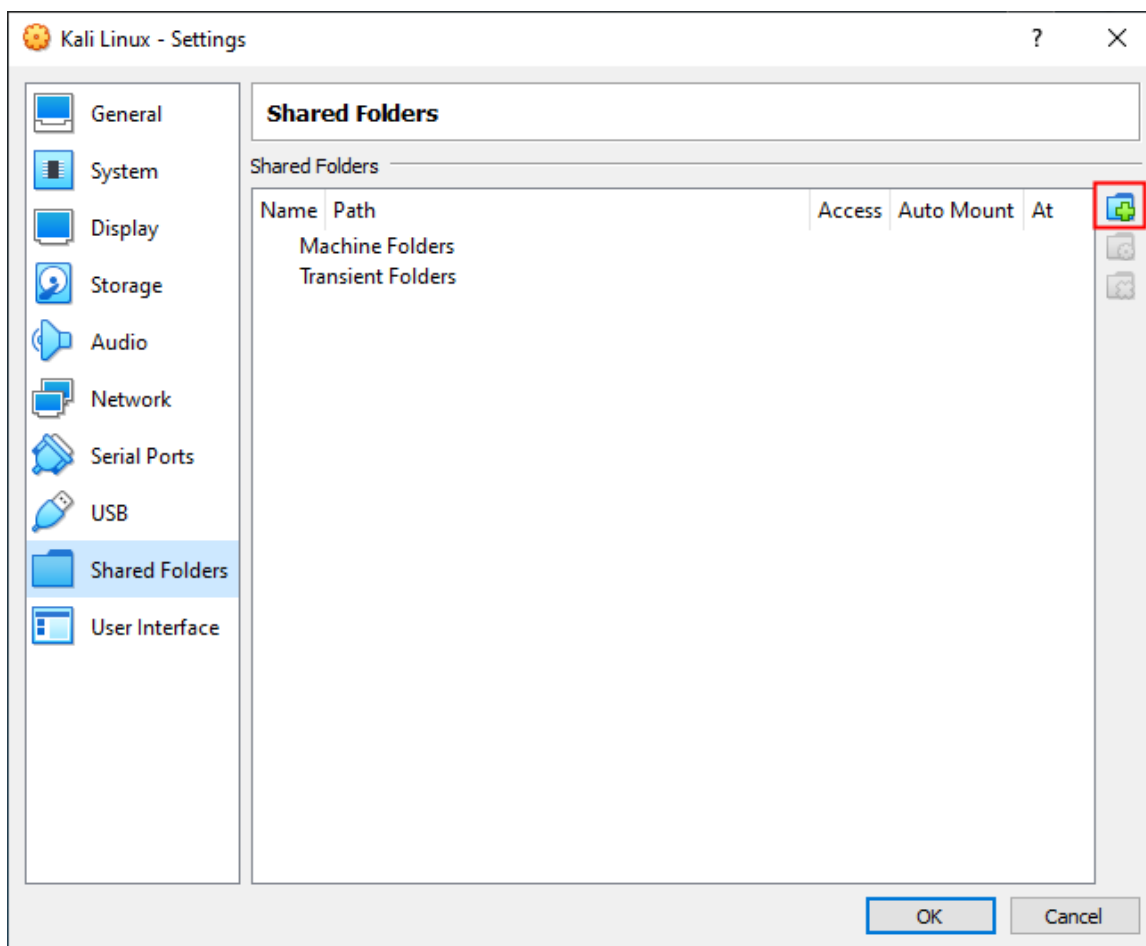 Kali Linux - Settings ?
General
System
Display
Storage
Audio
Network
Serial Ports
USB
Shared Folders
User Interface
Shared Folders
Shared Folders
Name Path Access Auto Mount At
Machine Folders
Transient Folders
OK Cancel